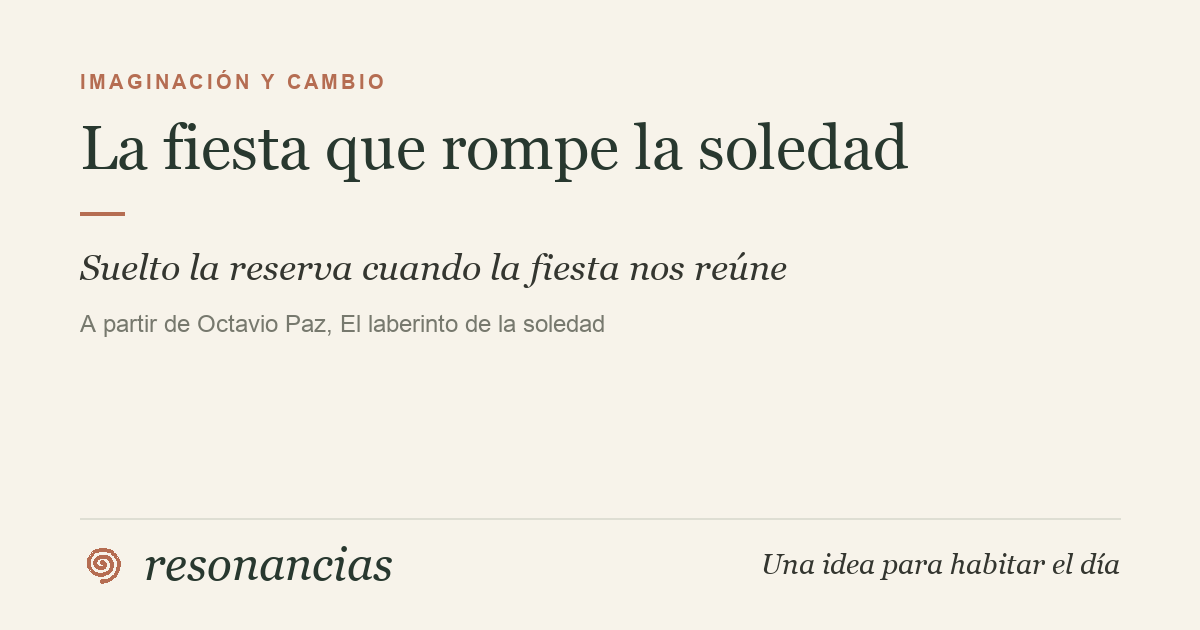 IMAGINACIÓN Y CAMBIO
La fiesta que rompe la soledad
Suelto la reserva cuando la fiesta nos reúne
A partir de Octavio Paz, El laberinto de la soledad
resonancias
Una idea para habitar el día